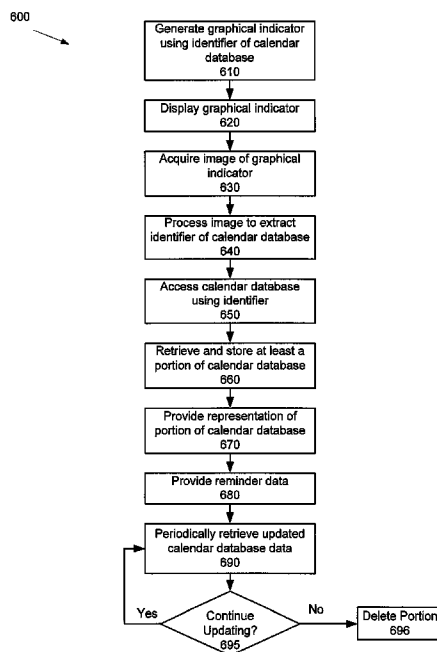 600
Generate graphical indicator
using identifier of calendar
database
610
Display graphical indicator
620
Acquire image of graphical
indicator
630
Process image to extract
identifier of calendar database
640
Access calendar database
using identifier
650
Retrieve and store at least a
portion of calendar database
660
Provide representation of
portion of calendar database
670
Provide reminder data
680
Periodically retrieve updated
calendar database data
690
Yes
Continue
Updating?
695
No
Delete Portion
696